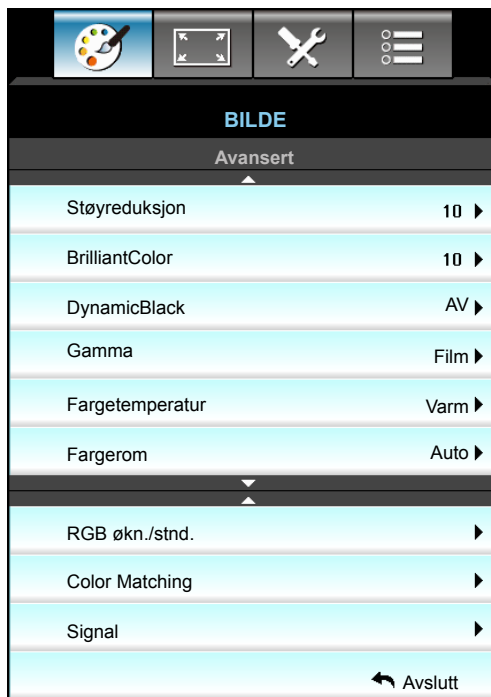 BILDE
Avansert
Støyreduksjon 10
BrilliantColor 10
DynamicBlack AV
Gamma Film
Fargetemperatur Varm
Fargerom Auto
RGB økn./stnd.
Color Matching
Signal
Avslutt